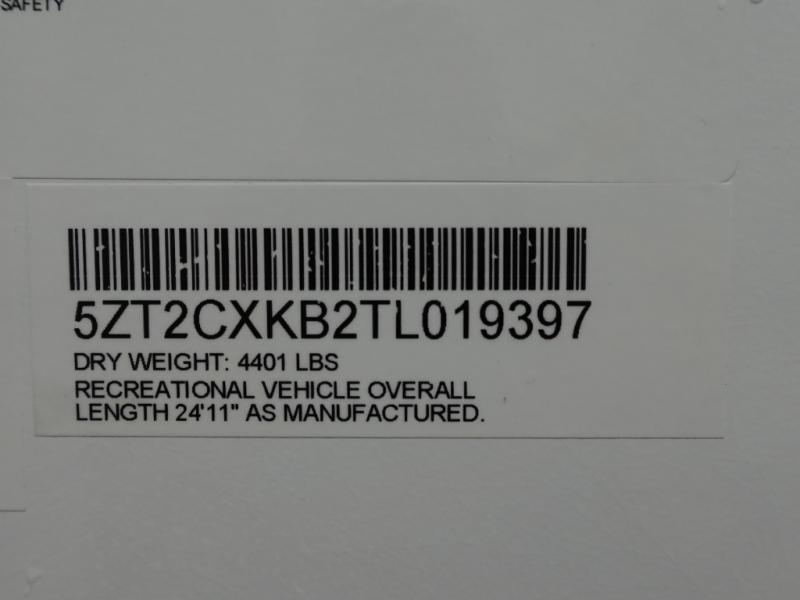 SAFETY
5ZT2CXKB2TL019397
DRY WEIGHT: 4401 LBS
RECREATIONAL VEHICLE OVERALL
LENGTH 24'11" AS MANUFACTURED.